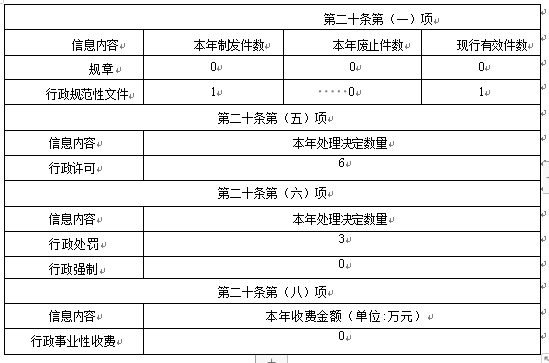 第二十条第（一）项
信息内容 本年制发件数 本年废止件数 现行有效件数
规章 0 0 0
行政规范性文件 1 0 1
第二十条第（五）项
信息内容 本年处理决定数量
行政许可 6
第二十条第（六）项
信息内容 本年处理决定数量
行政处罚 3
行政强制 0
第二十条第（八）项
信息内容 本年收费金额（单位:万元）
行政事业性收费 0